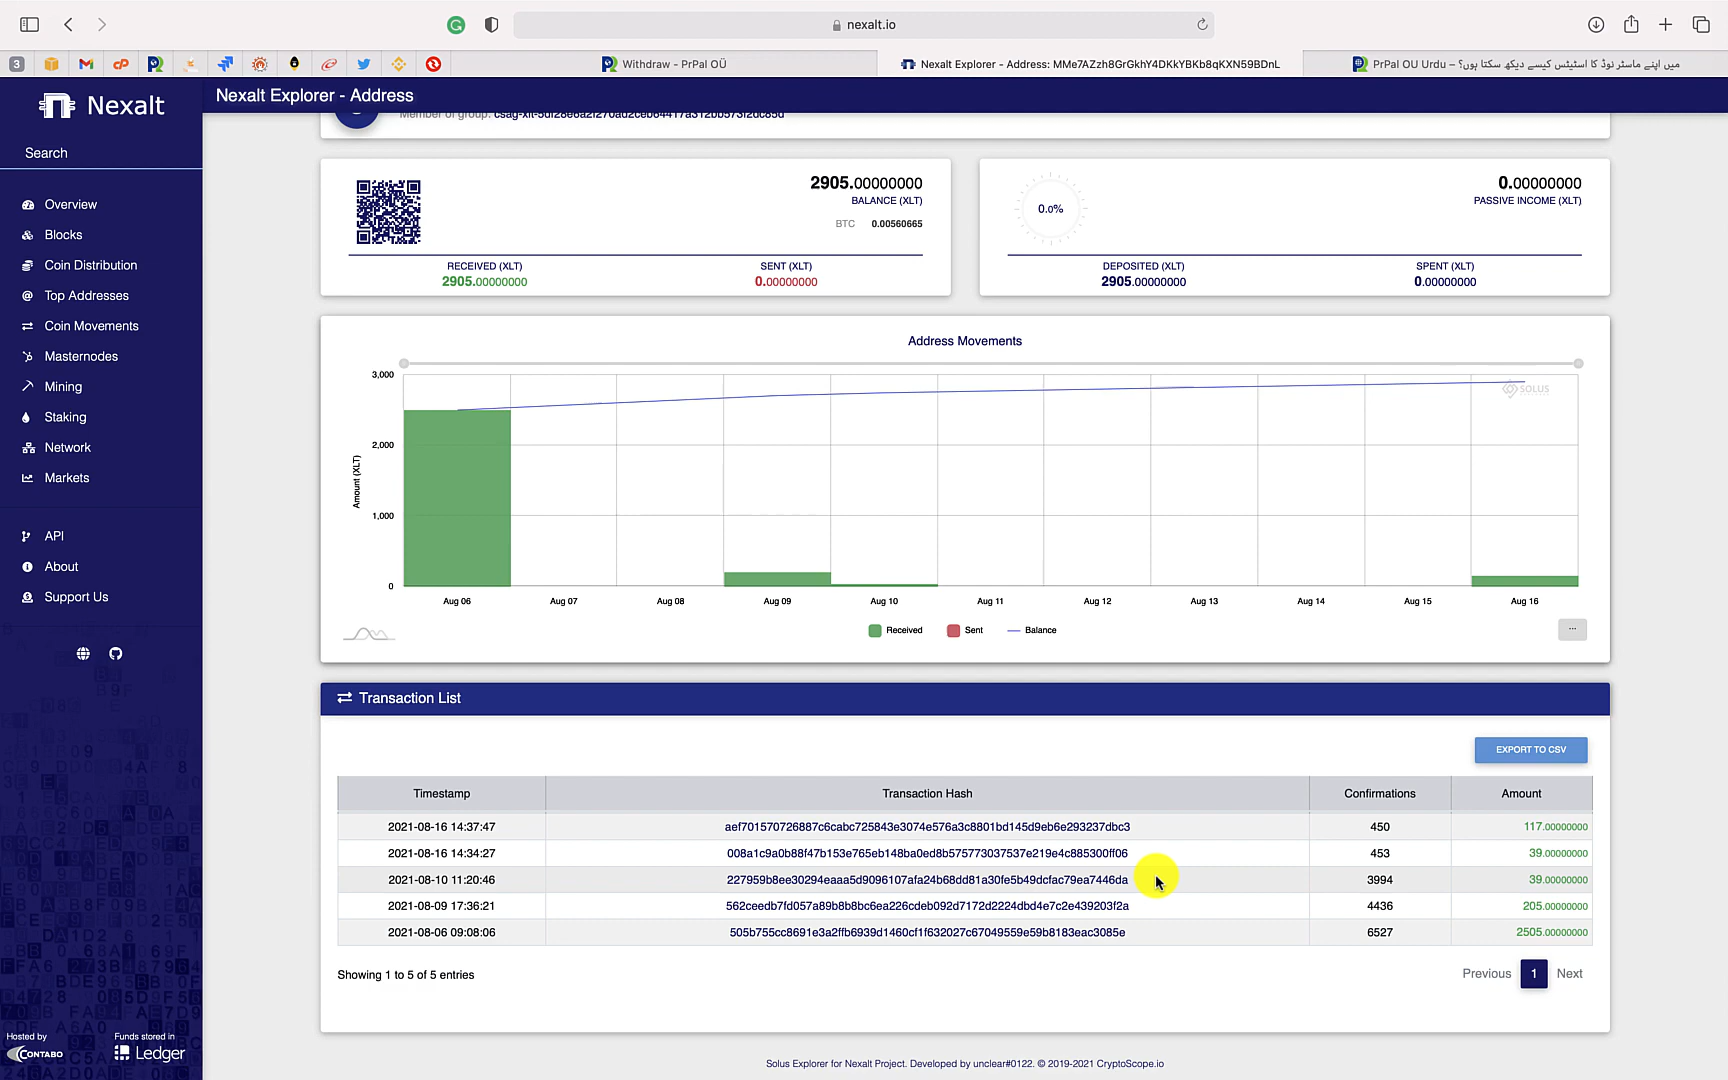 nexalt.io
3
Withdraw - PrPal OÜ
Nexalt Explorer - Address: MMe7AZzh8GrGkhY4DKkYBKb8qKXN59BDnL
PrPal OU Urdu – میں اپنے ماسٹر نوڈ کا اسٹیٹس کیسے دیکھ سکتا ہوں؟
Nexalt
Nexalt Explorer - Address
Search
Overview
Blocks
Coin Distribution
Top Addresses
Coin Movements
Masternodes
Mining
Staking
Network
Markets
API
About
Support Us
Hosted by
CONTABO
Funds stored in
Ledger
Member of group: csag-xlt-5df28e6a2f270ad2ceb64417a312bb573f2dc85d
2905.00000000
BALANCE (XLT)
BTC 0.00560665
RECEIVED (XLT)
2905.00000000
SENT (XLT)
0.00000000
0.0%
0.00000000
PASSIVE INCOME (XLT)
DEPOSITED (XLT)
2905.00000000
SPENT (XLT)
0.00000000
Address Movements
SOLUS
Amount (XLT)
3,000
2,000
1,000
0
Aug 06 Aug 07 Aug 08 Aug 09 Aug 10 Aug 11 Aug 12 Aug 13 Aug 14 Aug 15 Aug 16
Received Sent Balance
...
Transaction List
EXPORT TO CSV
Timestamp Transaction Hash Confirmations Amount
2021-08-16 14:37:47 aef701570726887c6cabc725843e3074e576a3c8801bd145d9eb6e293237dbc3 450 117.00000000
2021-08-16 14:34:27 008a1c9a0b88f47b153e765eb148ba0ed8b575773037537e219e4c885300ff06 453 39.00000000
2021-08-10 11:20:46 227959b8ee30294eaaa5d9096107afa24b68dd81a30fe5b49dcfac79ea7446da 3994 39.00000000
2021-08-09 17:36:21 562ceedb7fd057a89b8b8bc6ea226cdeb092d7172d2224dbd4e7c2e439203f2a 4436 205.00000000
2021-08-06 09:08:06 505b755cc8691e3a2ffb6939d1460cf1f632027c67049559e59b8183eac3085e 6527 2505.00000000
Showing 1 to 5 of 5 entries
Previous 1 Next
Solus Explorer for Nexalt Project. Developed by unclear#0122. © 2019-2021 CryptoScope.io